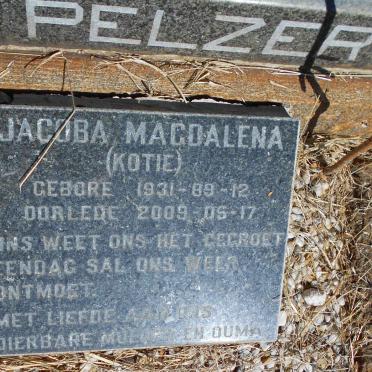 PELZER
JACOBA MAGDALENA
(KOTIE)
GEBORE 1931-09-12
OORLEDE 2009-05-17
ONS WEET ONS HET GEGROET
EENDAG SAL ONS WEER
ONTMOET.
MET LIEFDE AAN ONS
DIERBARE MOEDER EN OUMA